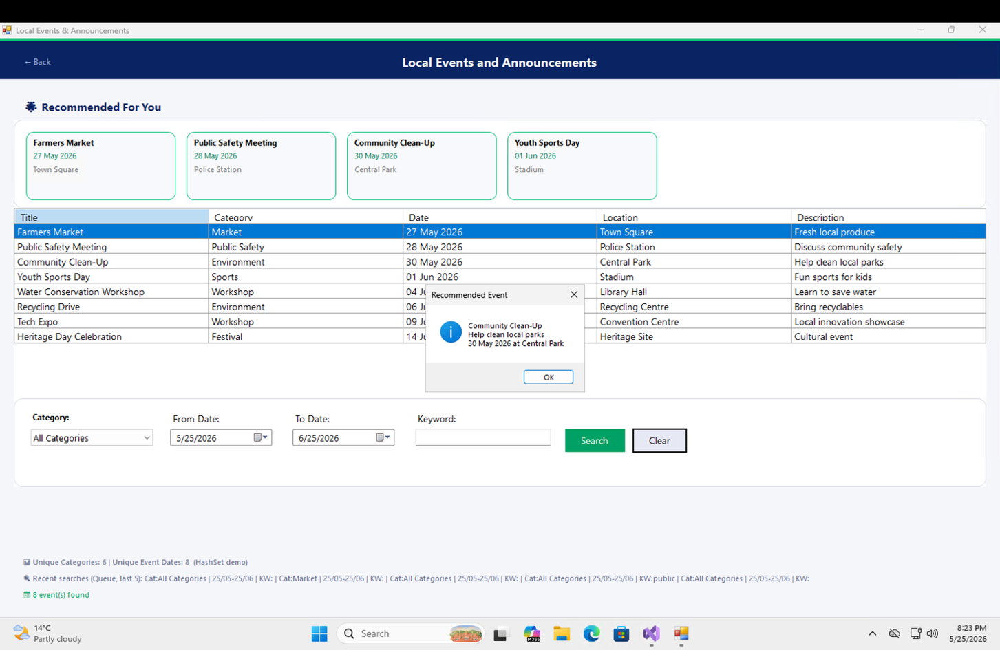 Local Events & Announcements
← Back
Local Events and Announcements
Recommended For You
Farmers Market
27 May 2026
Town Square
Public Safety Meeting
28 May 2026
Police Station
Community Clean-Up
30 May 2026
Central Park
Youth Sports Day
01 Jun 2026
Stadium
Title Category Date Location Description
Farmers Market Market 27 May 2026 Town Square Fresh local produce
Public Safety Meeting Public Safety 28 May 2026 Police Station Discuss community safety
Community Clean-Up Environment 30 May 2026 Central Park Help clean local parks
Youth Sports Day Sports 01 Jun 2026 Stadium Fun sports for kids
Water Conservation Workshop Workshop 04 Ju Library Hall Learn to save water
Recycling Drive Environment 06 Ju Recycling Centre Bring recyclables
Tech Expo Workshop 09 Ju Convention Centre Local innovation showcase
Heritage Day Celebration Festival 14 Ju Heritage Site Cultural event
Recommended Event
Community Clean-Up
Help clean local parks
30 May 2026 at Central Park
OK
Category: From Date: To Date: Keyword:
All Categories 5/25/2026 6/25/2026 Search Clear
Unique Categories: 6 | Unique Event Dates: 8 (HashSet demo)
Recent searches (Queue, last 5): Cat:All Categories | 25/05-25/06 | KW: | Cat:Market | 25/05-25/06 | KW: | Cat:All Categories | 25/05-25/06 | KW: | Cat:All Categories | 25/05-25/06 | KW:public | Cat:All Categories | 25/05-25/06 | KW:
8 event(s) found
14°C
Partly cloudy
Search
M365
8:23 PM
5/25/2026